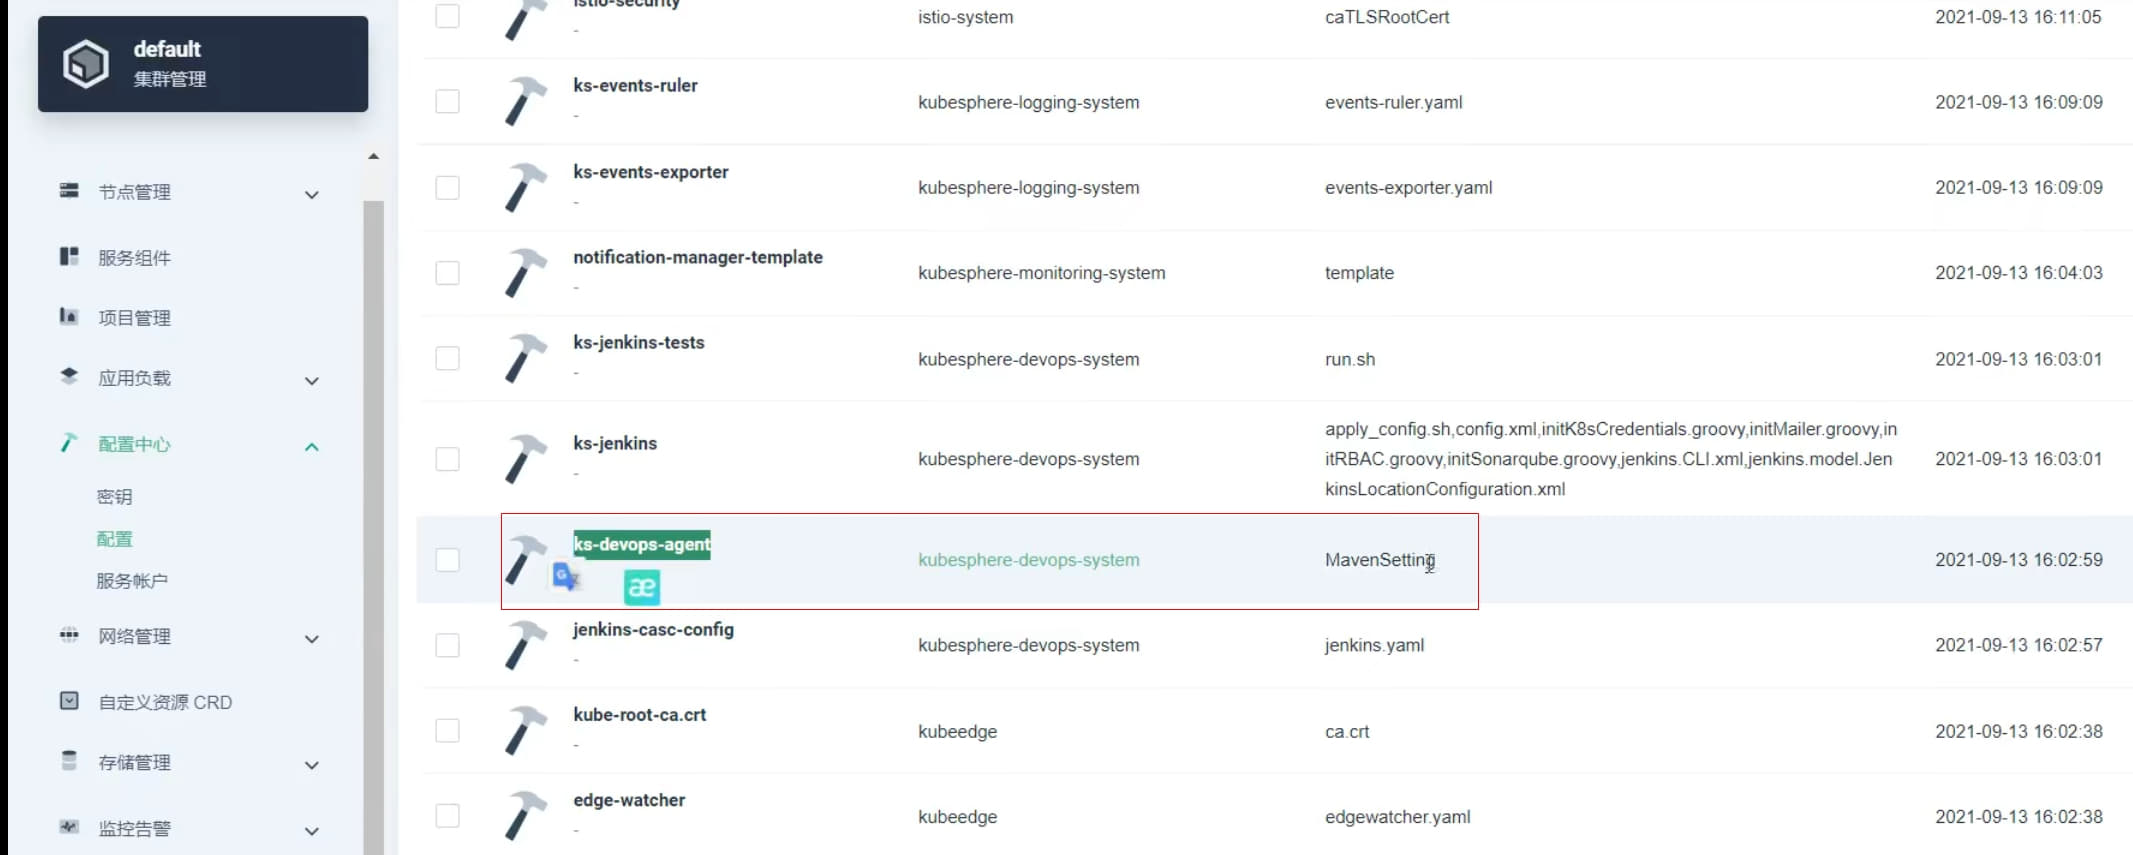 default
集群管理
节点管理
服务组件
项目管理
应用负载
配置中心
密钥
配置
服务帐户
网络管理
自定义资源 CRD
存储管理
监控告警
istio-security
-
istio-system
caTLSRootCert
2021-09-13 16:11:05
ks-events-ruler
-
kubesphere-logging-system
events-ruler.yaml
2021-09-13 16:09:09
ks-events-exporter
-
kubesphere-logging-system
events-exporter.yaml
2021-09-13 16:09:09
notification-manager-template
-
kubesphere-monitoring-system
template
2021-09-13 16:04:03
ks-jenkins-tests
-
kubesphere-devops-system
run.sh
2021-09-13 16:03:01
ks-jenkins
-
kubesphere-devops-system
apply_config.sh,config.xml,initK8sCredentials.groovy,initMailer.groovy,in
itRBAC.groovy,initSonarqube.groovy,jenkins.CLI.xml,jenkins.model.Jen
kinsLocationConfiguration.xml
2021-09-13 16:03:01
ks-devops-agent
æ
kubesphere-devops-system
MavenSetting
2021-09-13 16:02:59
jenkins-casc-config
-
kubesphere-devops-system
jenkins.yaml
2021-09-13 16:02:57
kube-root-ca.crt
-
kubeedge
ca.crt
2021-09-13 16:02:38
edge-watcher
-
kubeedge
edgewatcher.yaml
2021-09-13 16:02:38